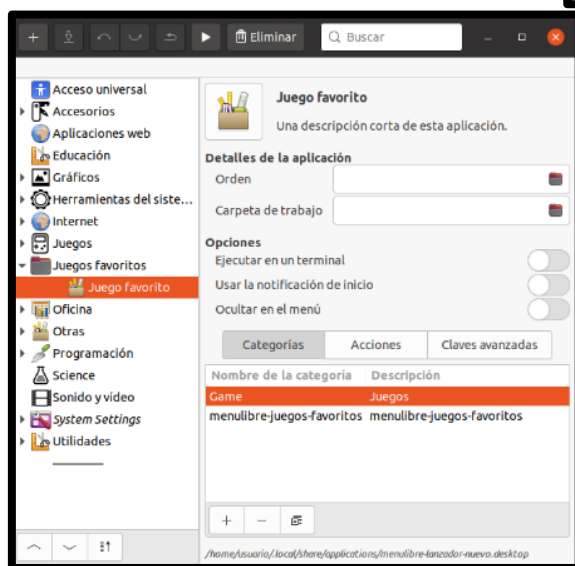 Eliminar
Buscar
Acceso universal
Accesorios
Aplicaciones web
Educación
Gráficos
Herramientas del siste...
Internet
Juegos
Juegos favoritos
Juego favorito
Oficina
Otras
Programación
Science
Sonido y vídeo
System Settings
Utilidades
Juego favorito
Una descripción corta de esta aplicación.
Detalles de la aplicación
Orden
Carpeta de trabajo
Opciones
Ejecutar en un terminal
Usar la notificación de inicio
Ocultar en el menú
Categorías Acciones Claves avanzadas
Nombre de la categoría Descripción
Game Juegos
menulibre-juegos-favoritos menulibre-juegos-favoritos
/home/usuario/.local/share/applications/menulibre-lanzador-nuevo.desktop